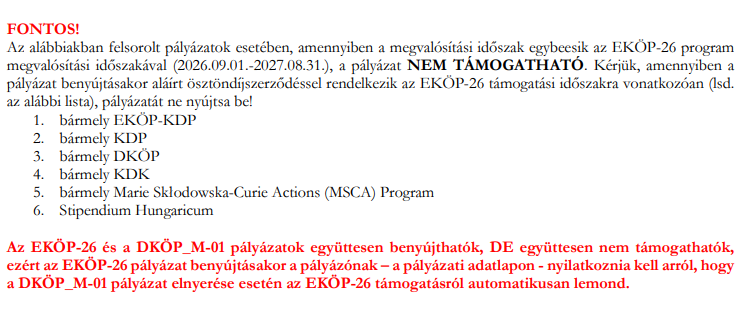 FONTOS!
Az alábbiakban felsorolt pályázatok esetében, amennyiben a megvalósítási időszak egybeesik az EKÖP-26 program
megvalósítási időszakával (2026.09.01.-2027.08.31.), a pályázat NEM TÁMOGATHATÓ. Kérjük, amennyiben a
pályázat benyújtásakor aláírt ösztöndíjszerződéssel rendelkezik az EKÖP-26 támogatási időszakra vonatkozóan (lsd.
az alábbi lista), pályázatát ne nyújtsa be!
1. bármely EKÖP-KDP
2. bármely KDP
3. bármely DKÖP
4. bármely KDK
5. bármely Marie Skłodowska-Curie Actions (MSCA) Program
6. Stipendium Hungaricum
Az EKÖP-26 és a DKÖP_M-01 pályázatok együttesen benyújthatók, DE együttesen nem támogathatók,
ezért az EKÖP-26 pályázat benyújtásakor a pályázónak – a pályázati adatlapon - nyilatkoznia kell arról, hogy
a DKÖP_M-01 pályázat elnyerése esetén az EKÖP-26 támogatásról automatikusan lemond.